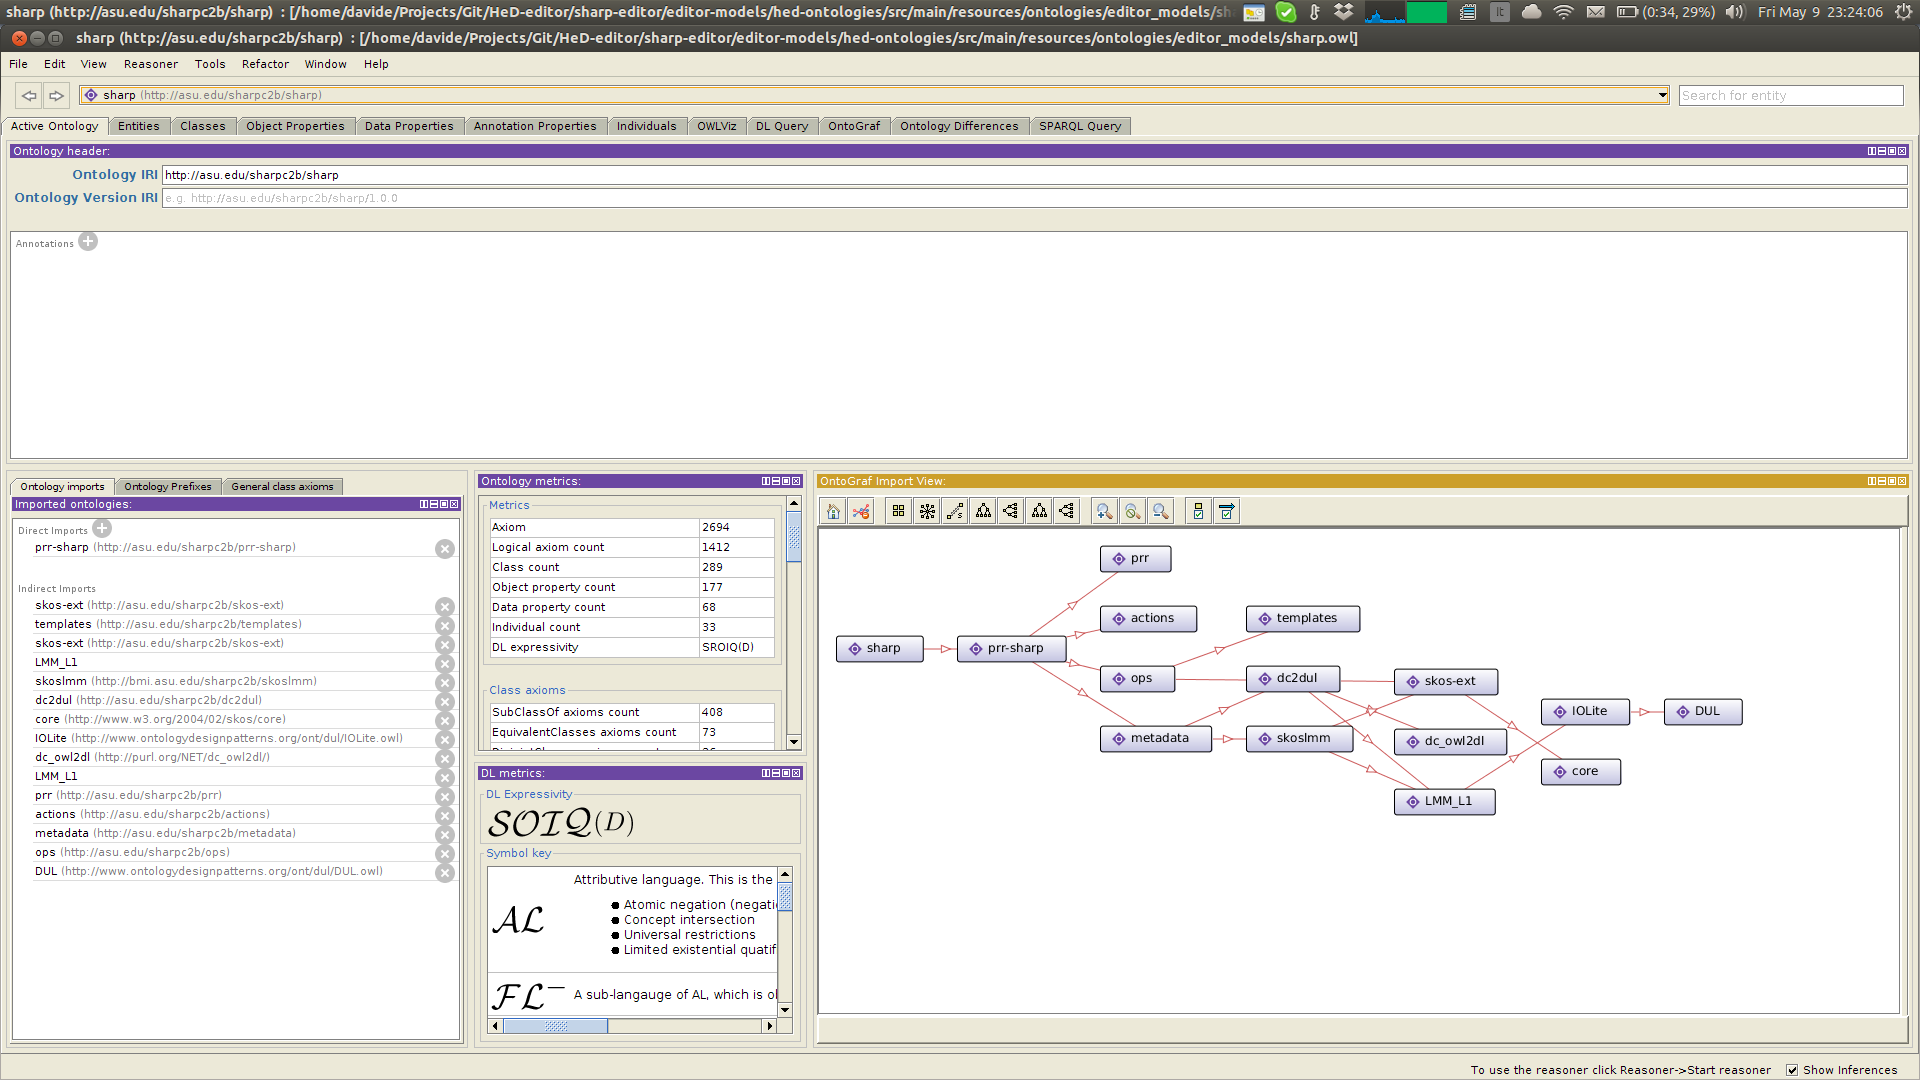 sharp (http://asu.edu/sharpc2b/sharp)  : [/home/davide/Projects/Git/HeD-editor/sharp-editor/editor-models/hed-ontologies/src/main/resources/ontologies/editor_models/sh
(0:34, 29%)
Fri May 9 23:24:06
sharp (http://asu.edu/sharpc2b/sharp)  : [/home/davide/Projects/Git/HeD-editor/sharp-editor/editor-models/hed-ontologies/src/main/resources/ontologies/editor_models/sharp.owl]
File Edit View Reasoner Tools Refactor Window Help
sharp (http://asu.edu/sharpc2b/sharp)
Search for entity
Active Ontology Entities Classes Object Properties Data Properties Annotation Properties Individuals OWLViz DL Query OntoGraf Ontology Differences SPARQL Query
Ontology header:
Ontology IRI http://asu.edu/sharpc2b/sharp
Ontology Version IRI e.g. http://asu.edu/sharpc2b/sharp/1.0.0
Annotations
Ontology imports Ontology Prefixes General class axioms
Imported ontologies:
Direct Imports
prr-sharp (http://asu.edu/sharpc2b/prr-sharp)
Indirect Imports
skos-ext (http://asu.edu/sharpc2b/skos-ext)
templates (http://asu.edu/sharpc2b/templates)
skos-ext (http://asu.edu/sharpc2b/skos-ext)
LMM_L1
skoslmm (http://bmi.asu.edu/sharpc2b/skoslmm)
dc2dul (http://asu.edu/sharpc2b/dc2dul)
core (http://www.w3.org/2004/02/skos/core)
IOLite (http://www.ontologydesignpatterns.org/ont/dul/IOLite.owl)
dc_owl2dl (http://purl.org/NET/dc_owl2dl/)
LMM_L1
prr (http://asu.edu/sharpc2b/prr)
actions (http://asu.edu/sharpc2b/actions)
metadata (http://asu.edu/sharpc2b/metadata)
ops (http://asu.edu/sharpc2b/ops)
DUL (http://www.ontologydesignpatterns.org/ont/dul/DUL.owl)
Ontology metrics:
Metrics
Axiom 2694
Logical axiom count 1412
Class count 289
Object property count 177
Data property count 68
Individual count 33
DL expressivity SROIQ(D)
Class axioms
SubClassOf axioms count 408
EquivalentClasses axioms count 73
DL metrics:
DL Expressivity
SOIQ(D)
Symbol key
AL
Attributive language. This is the
● Atomic negation (negati
● Concept intersection
● Universal restrictions
● Limited existential quatif
FL⁻ A sub-langauge of AL, which is ol
OntoGraf Import View:
prr
actions
templates
sharp
prr-sharp
ops
dc2dul
skos-ext
IOLite
DUL
metadata
skoslmm
dc_owl2dl
core
LMM_L1
To use the reasoner click Reasoner->Start reasoner
Show Inferences